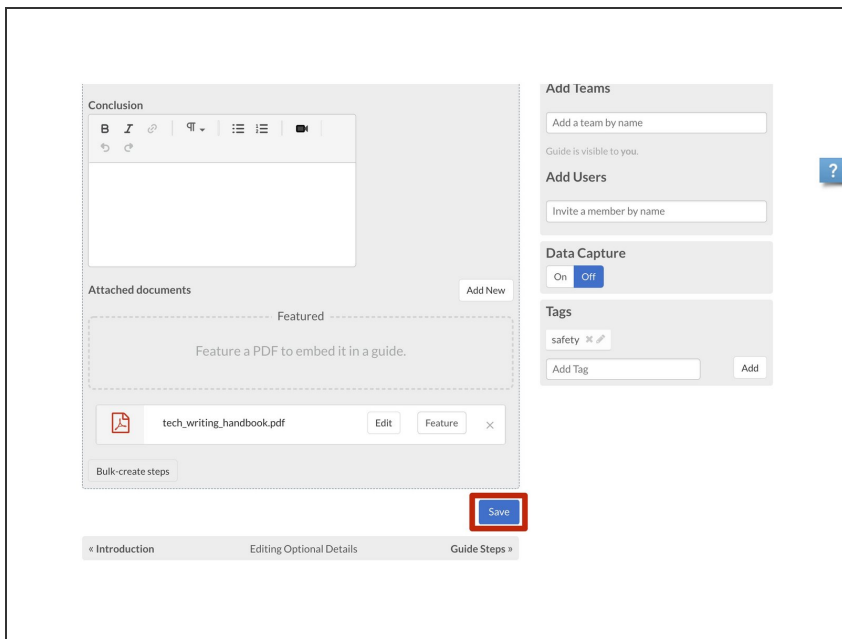 Conclusion
B I ¶
Attached documents
Add New
Featured
Feature a PDF to embed it in a guide.
tech_writing_handbook.pdf
Edit
Feature
×
Bulk-create steps
Save
« Introduction
Editing Optional Details
Guide Steps »
Add Teams
Add a team by name
Guide is visible to you.
Add Users
Invite a member by name
Data Capture
On Off
Tags
safety ×
Add Tag
Add
?